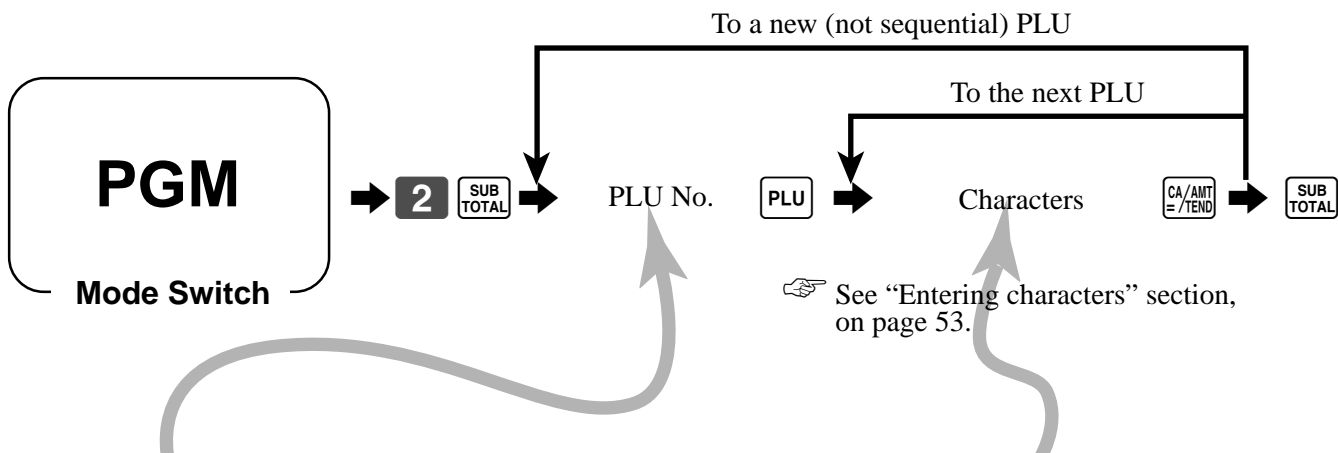 To a new (not sequential) PLU
To the next PLU
PGM
Mode Switch
2
SUB
TOTAL
PLU No.
PLU
Characters
CA/AMT
=/TEND
SUB
TOTAL
☞ See “Entering characters” section,
on page 53.